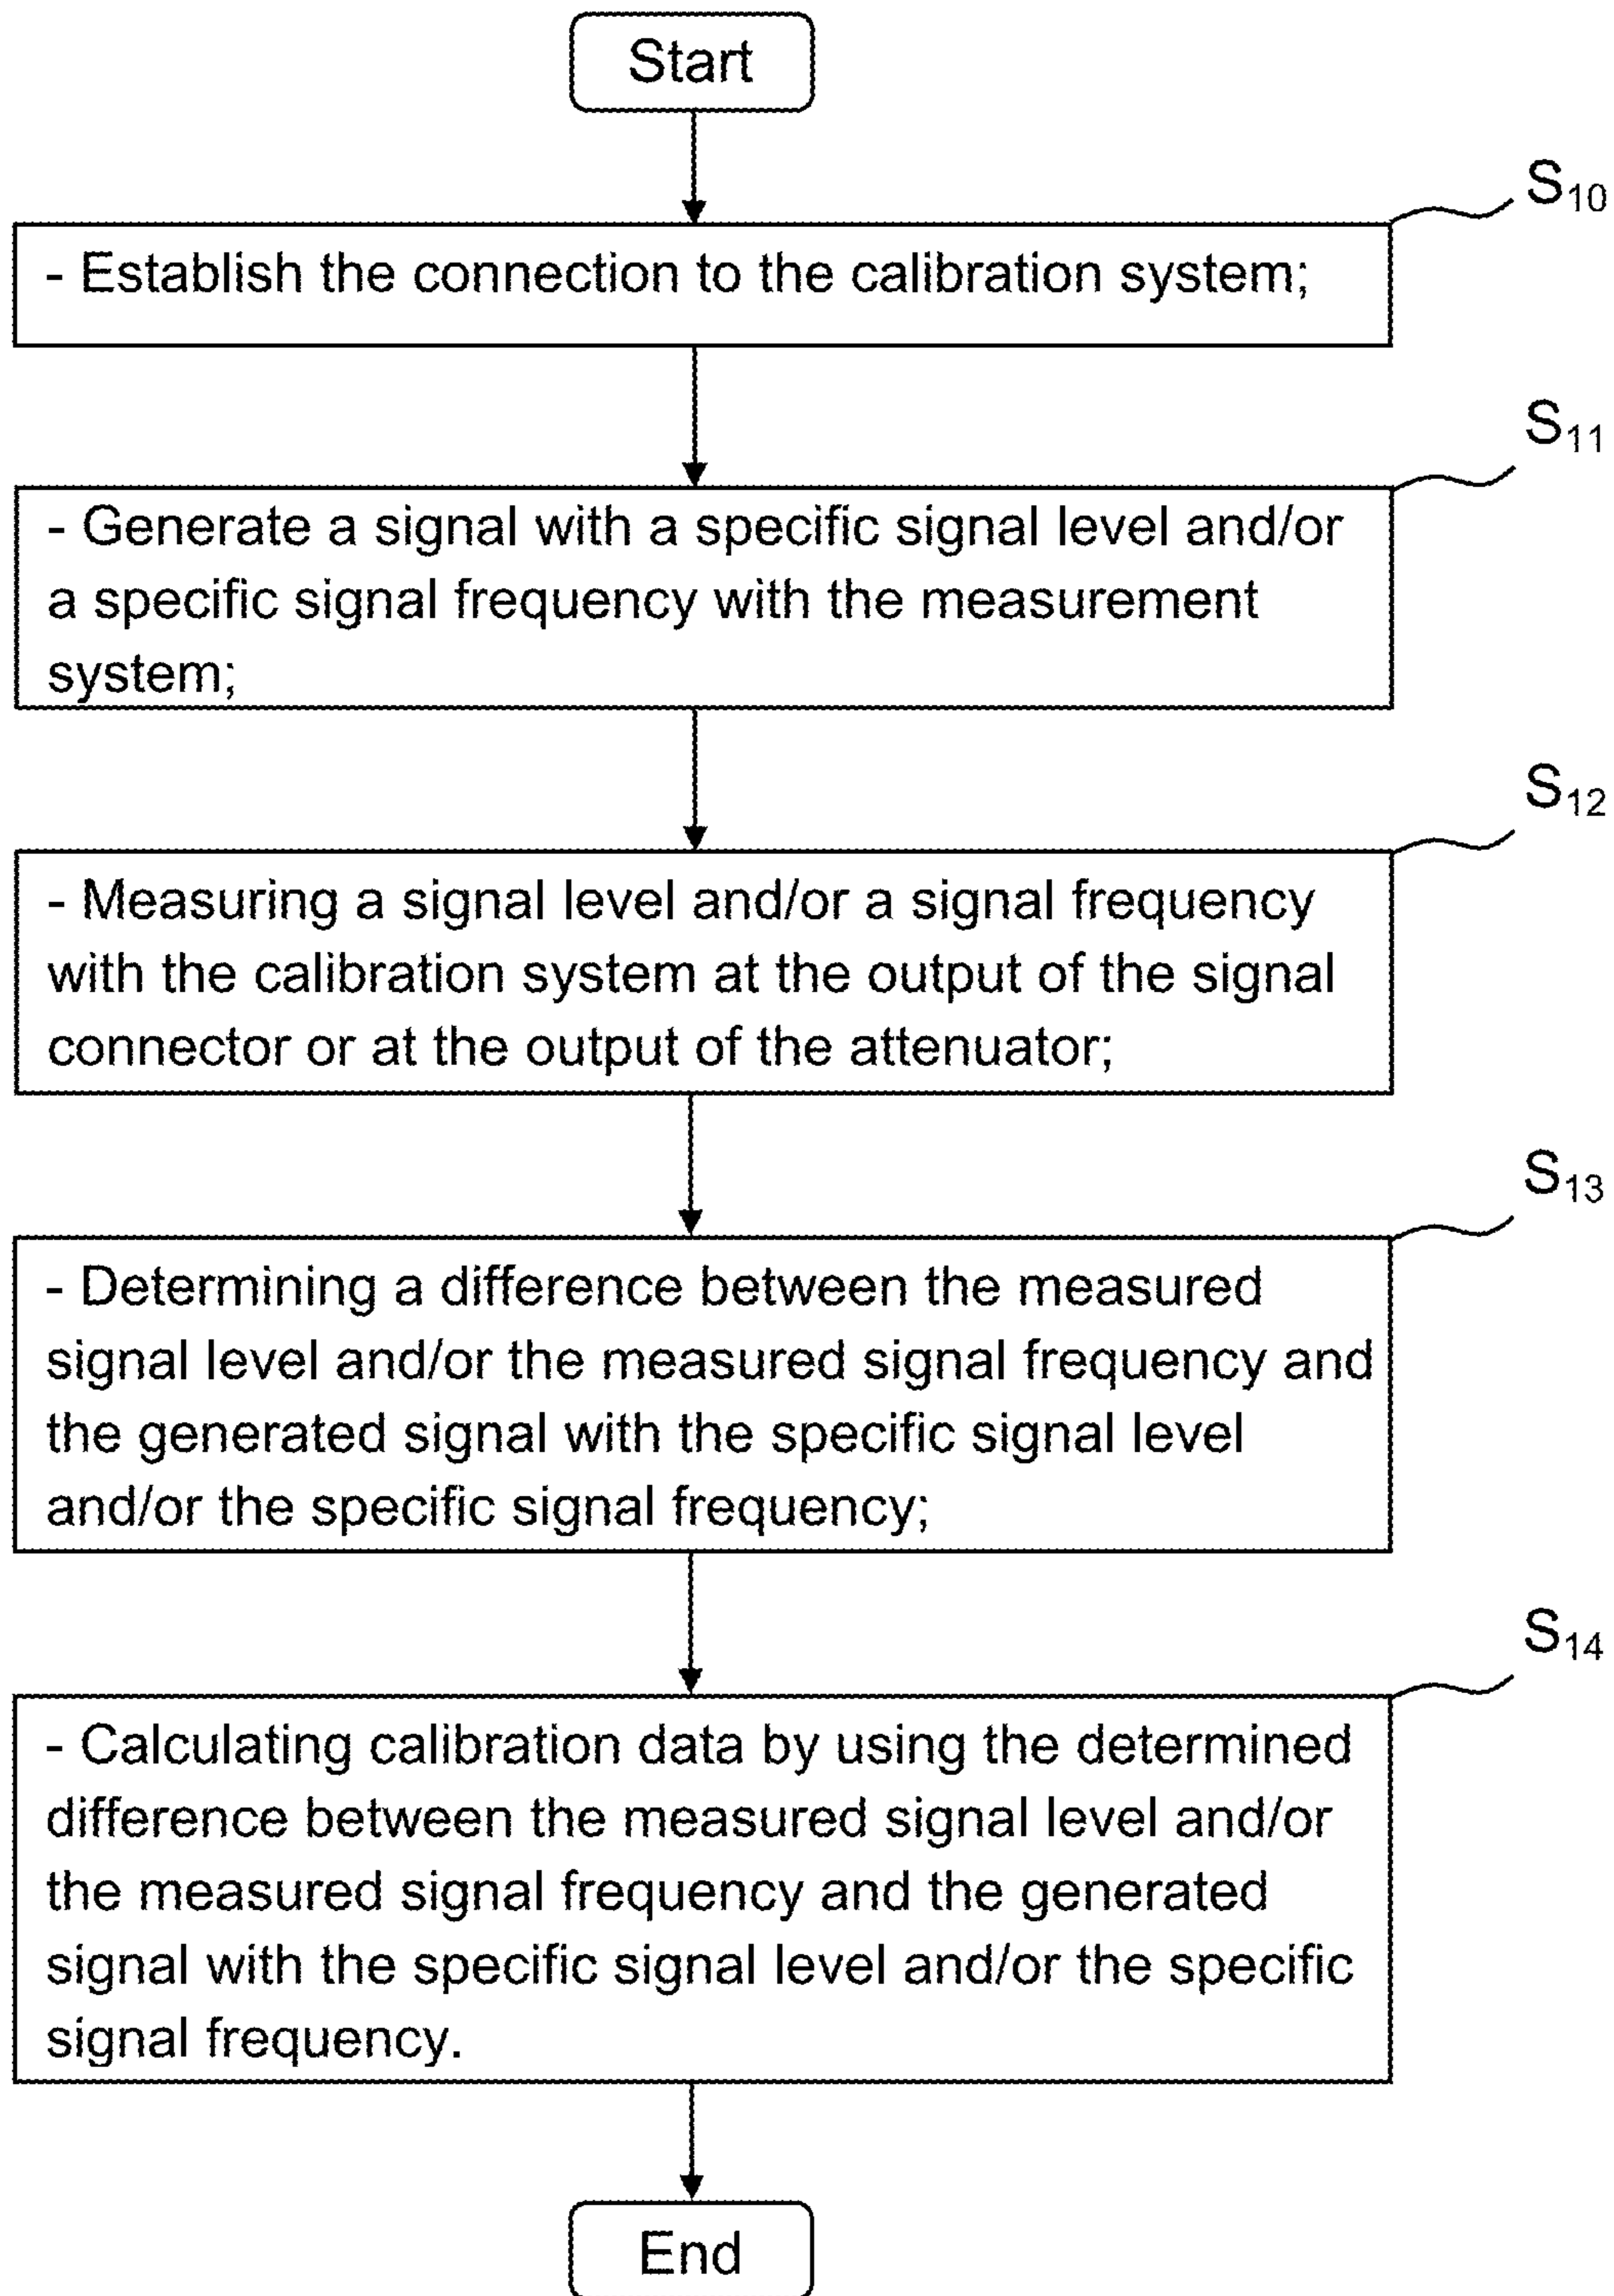 Start
S10
- Establish the connection to the calibration system;
S11
- Generate a signal with a specific signal level and/or
a specific signal frequency with the measurement
system;
S12
- Measuring a signal level and/or a signal frequency
with the calibration system at the output of the signal
connector or at the output of the attenuator;
S13
- Determining a difference between the measured
signal level and/or the measured signal frequency and
the generated signal with the specific signal level
and/or the specific signal frequency;
S14
- Calculating calibration data by using the determined
difference between the measured signal level and/or
the measured signal frequency and the generated
signal with the specific signal level and/or the specific
signal frequency.
End